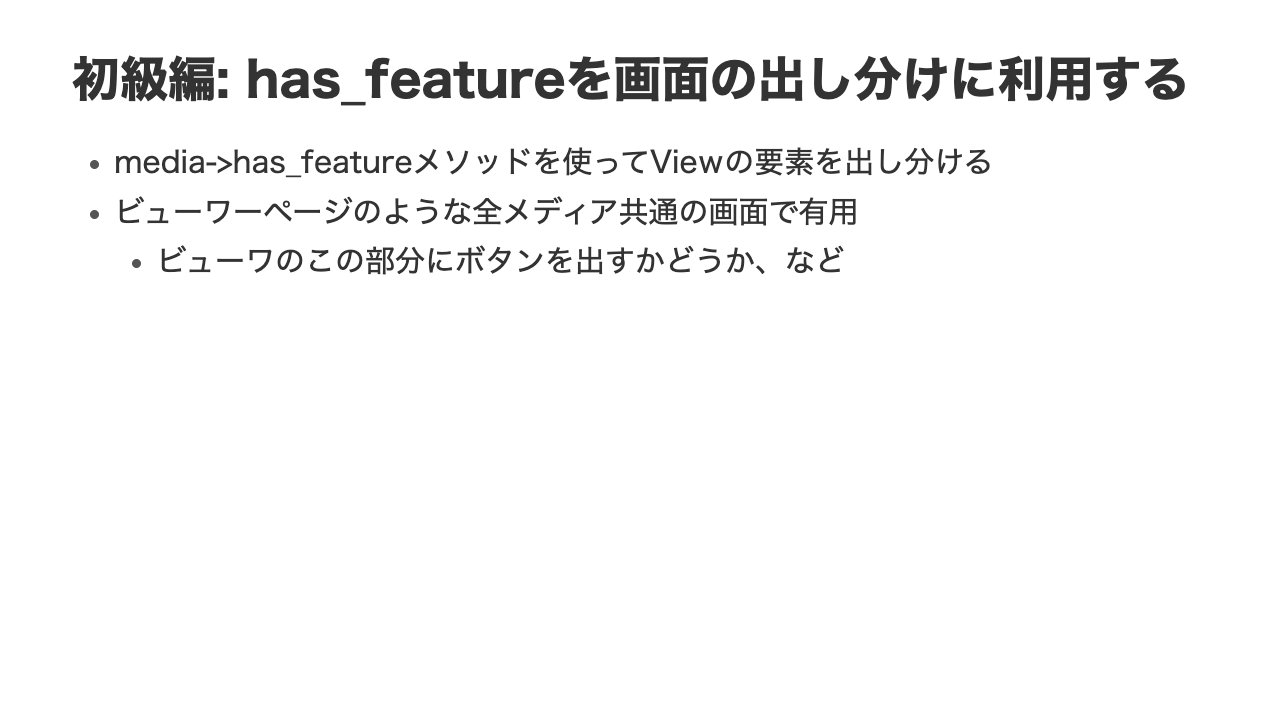 初級編: has_featureを画面の出し分けに利用する
• media->has_featureメソッドを使ってViewの要素を出し分ける
• ビューワーページのような全メディア共通の画面で有用
• ビューワのこの部分にボタンを出すかどうか、など